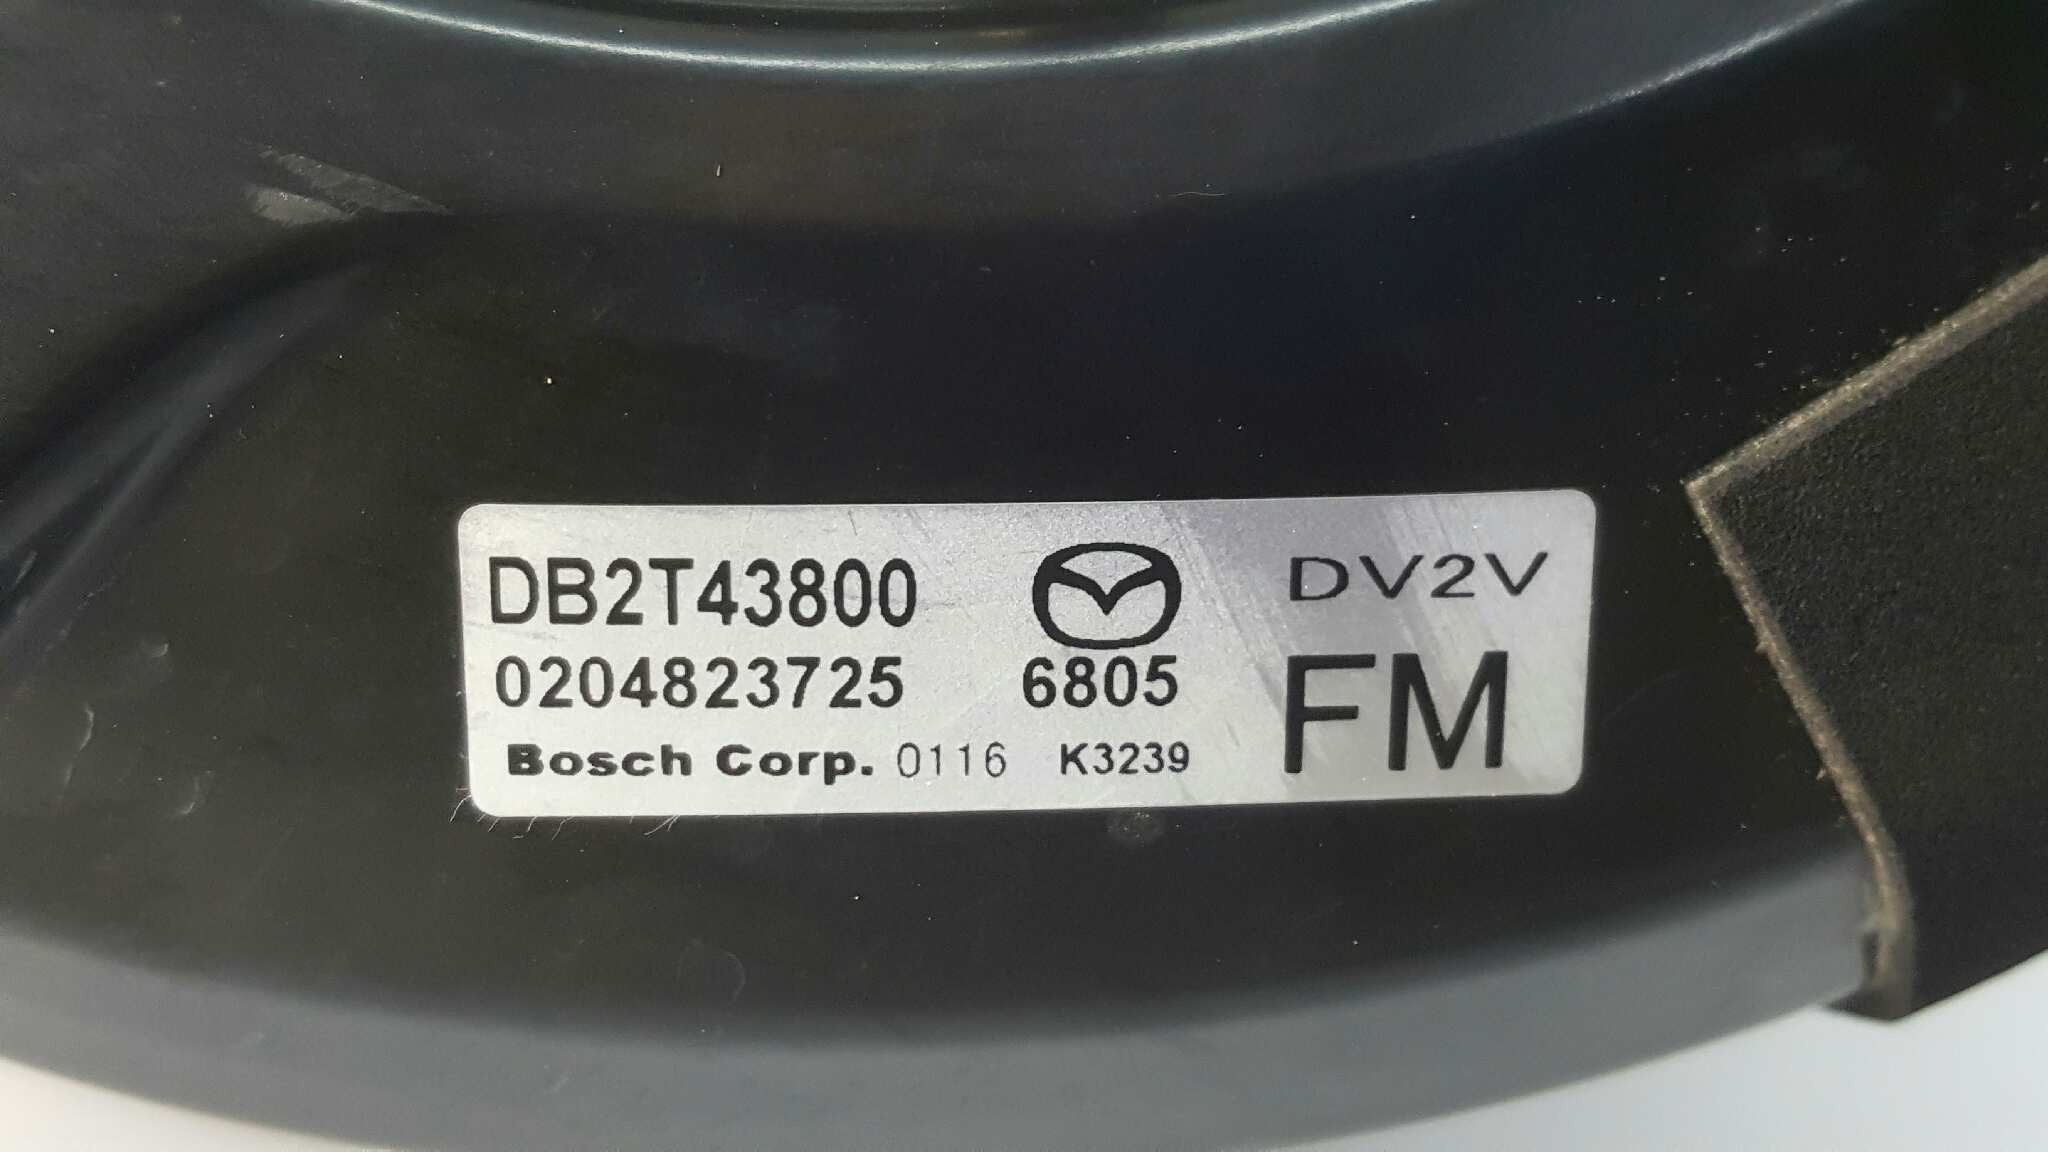 DB2T43800 DV2V
0204823725 6805 FM
Bosch Corp. 0116 K3239